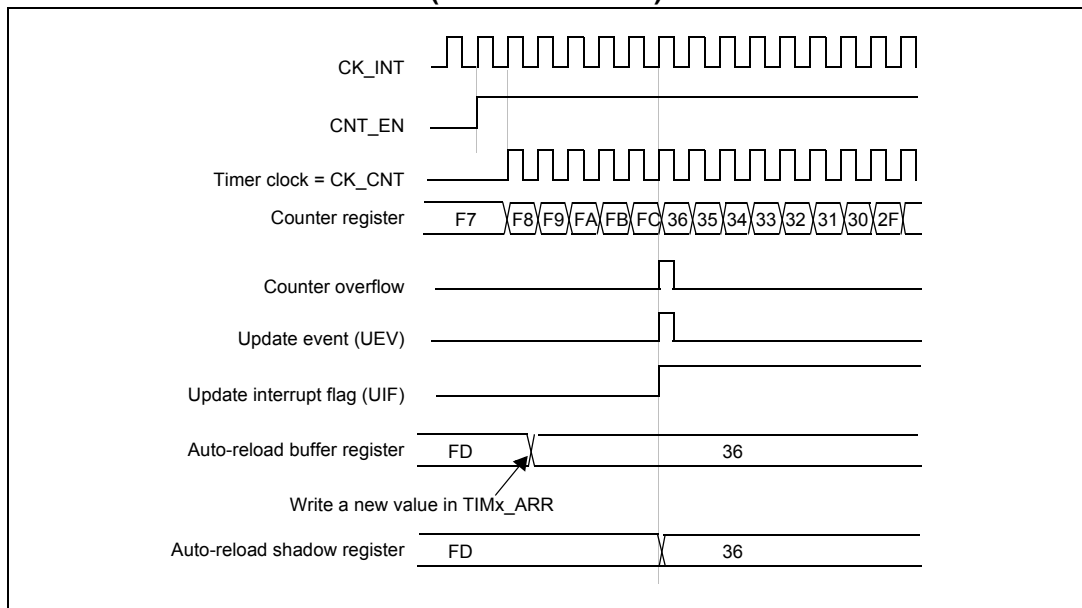 CK_INT
CNT_EN
Timer clock = CK_CNT
Counter register F7 F8 F9 FA FB FC 36 35 34 33 32 31 30 2F
Counter overflow
Update event (UEV)
Update interrupt flag (UIF)
Auto-reload buffer register FD 36
Write a new value in TIMx_ARR
Auto-reload shadow register FD 36